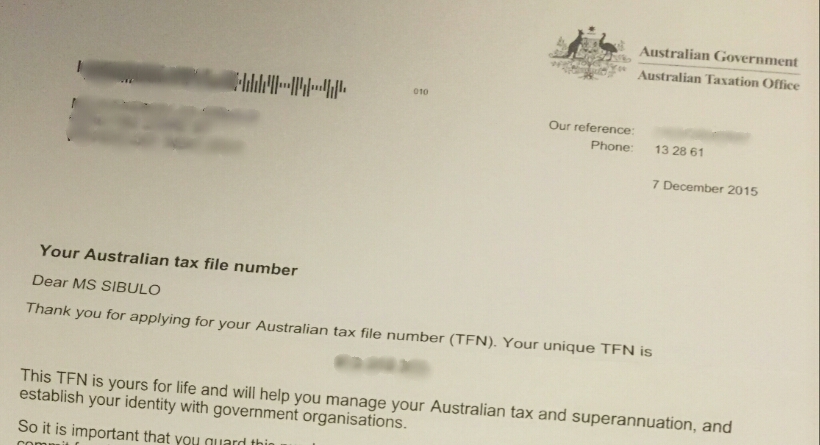 Australian Government
Australian Taxation Office
010
Our reference:
Phone: 13 28 61
7 December 2015
Your Australian tax file number
Dear MS SIBULO
Thank you for applying for your Australian tax file number (TFN). Your unique TFN is
This TFN is yours for life and will help you manage your Australian tax and superannuation, and
establish your identity with government organisations.
So it is important that you guard this